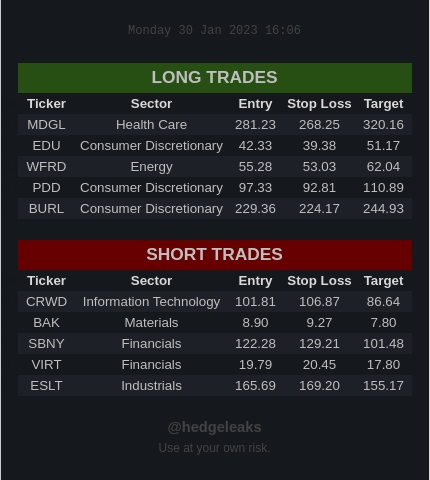 Monday 30 Jan 2023 16:06
LONG TRADES
Ticker Sector Entry Stop Loss Target
MDGL Health Care 281.23 268.25 320.16
EDU Consumer Discretionary 42.33 39.38 51.17
WFRD Energy 55.28 53.03 62.04
PDD Consumer Discretionary 97.33 92.81 110.89
BURL Consumer Discretionary 229.36 224.17 244.93
SHORT TRADES
Ticker Sector Entry Stop Loss Target
CRWD Information Technology 101.81 106.87 86.64
BAK Materials 8.90 9.27 7.80
SBNY Financials 122.28 129.21 101.48
VIRT Financials 19.79 20.45 17.80
ESLT Industrials 165.69 169.20 155.17
@hedgeleaks
Use at your own risk.